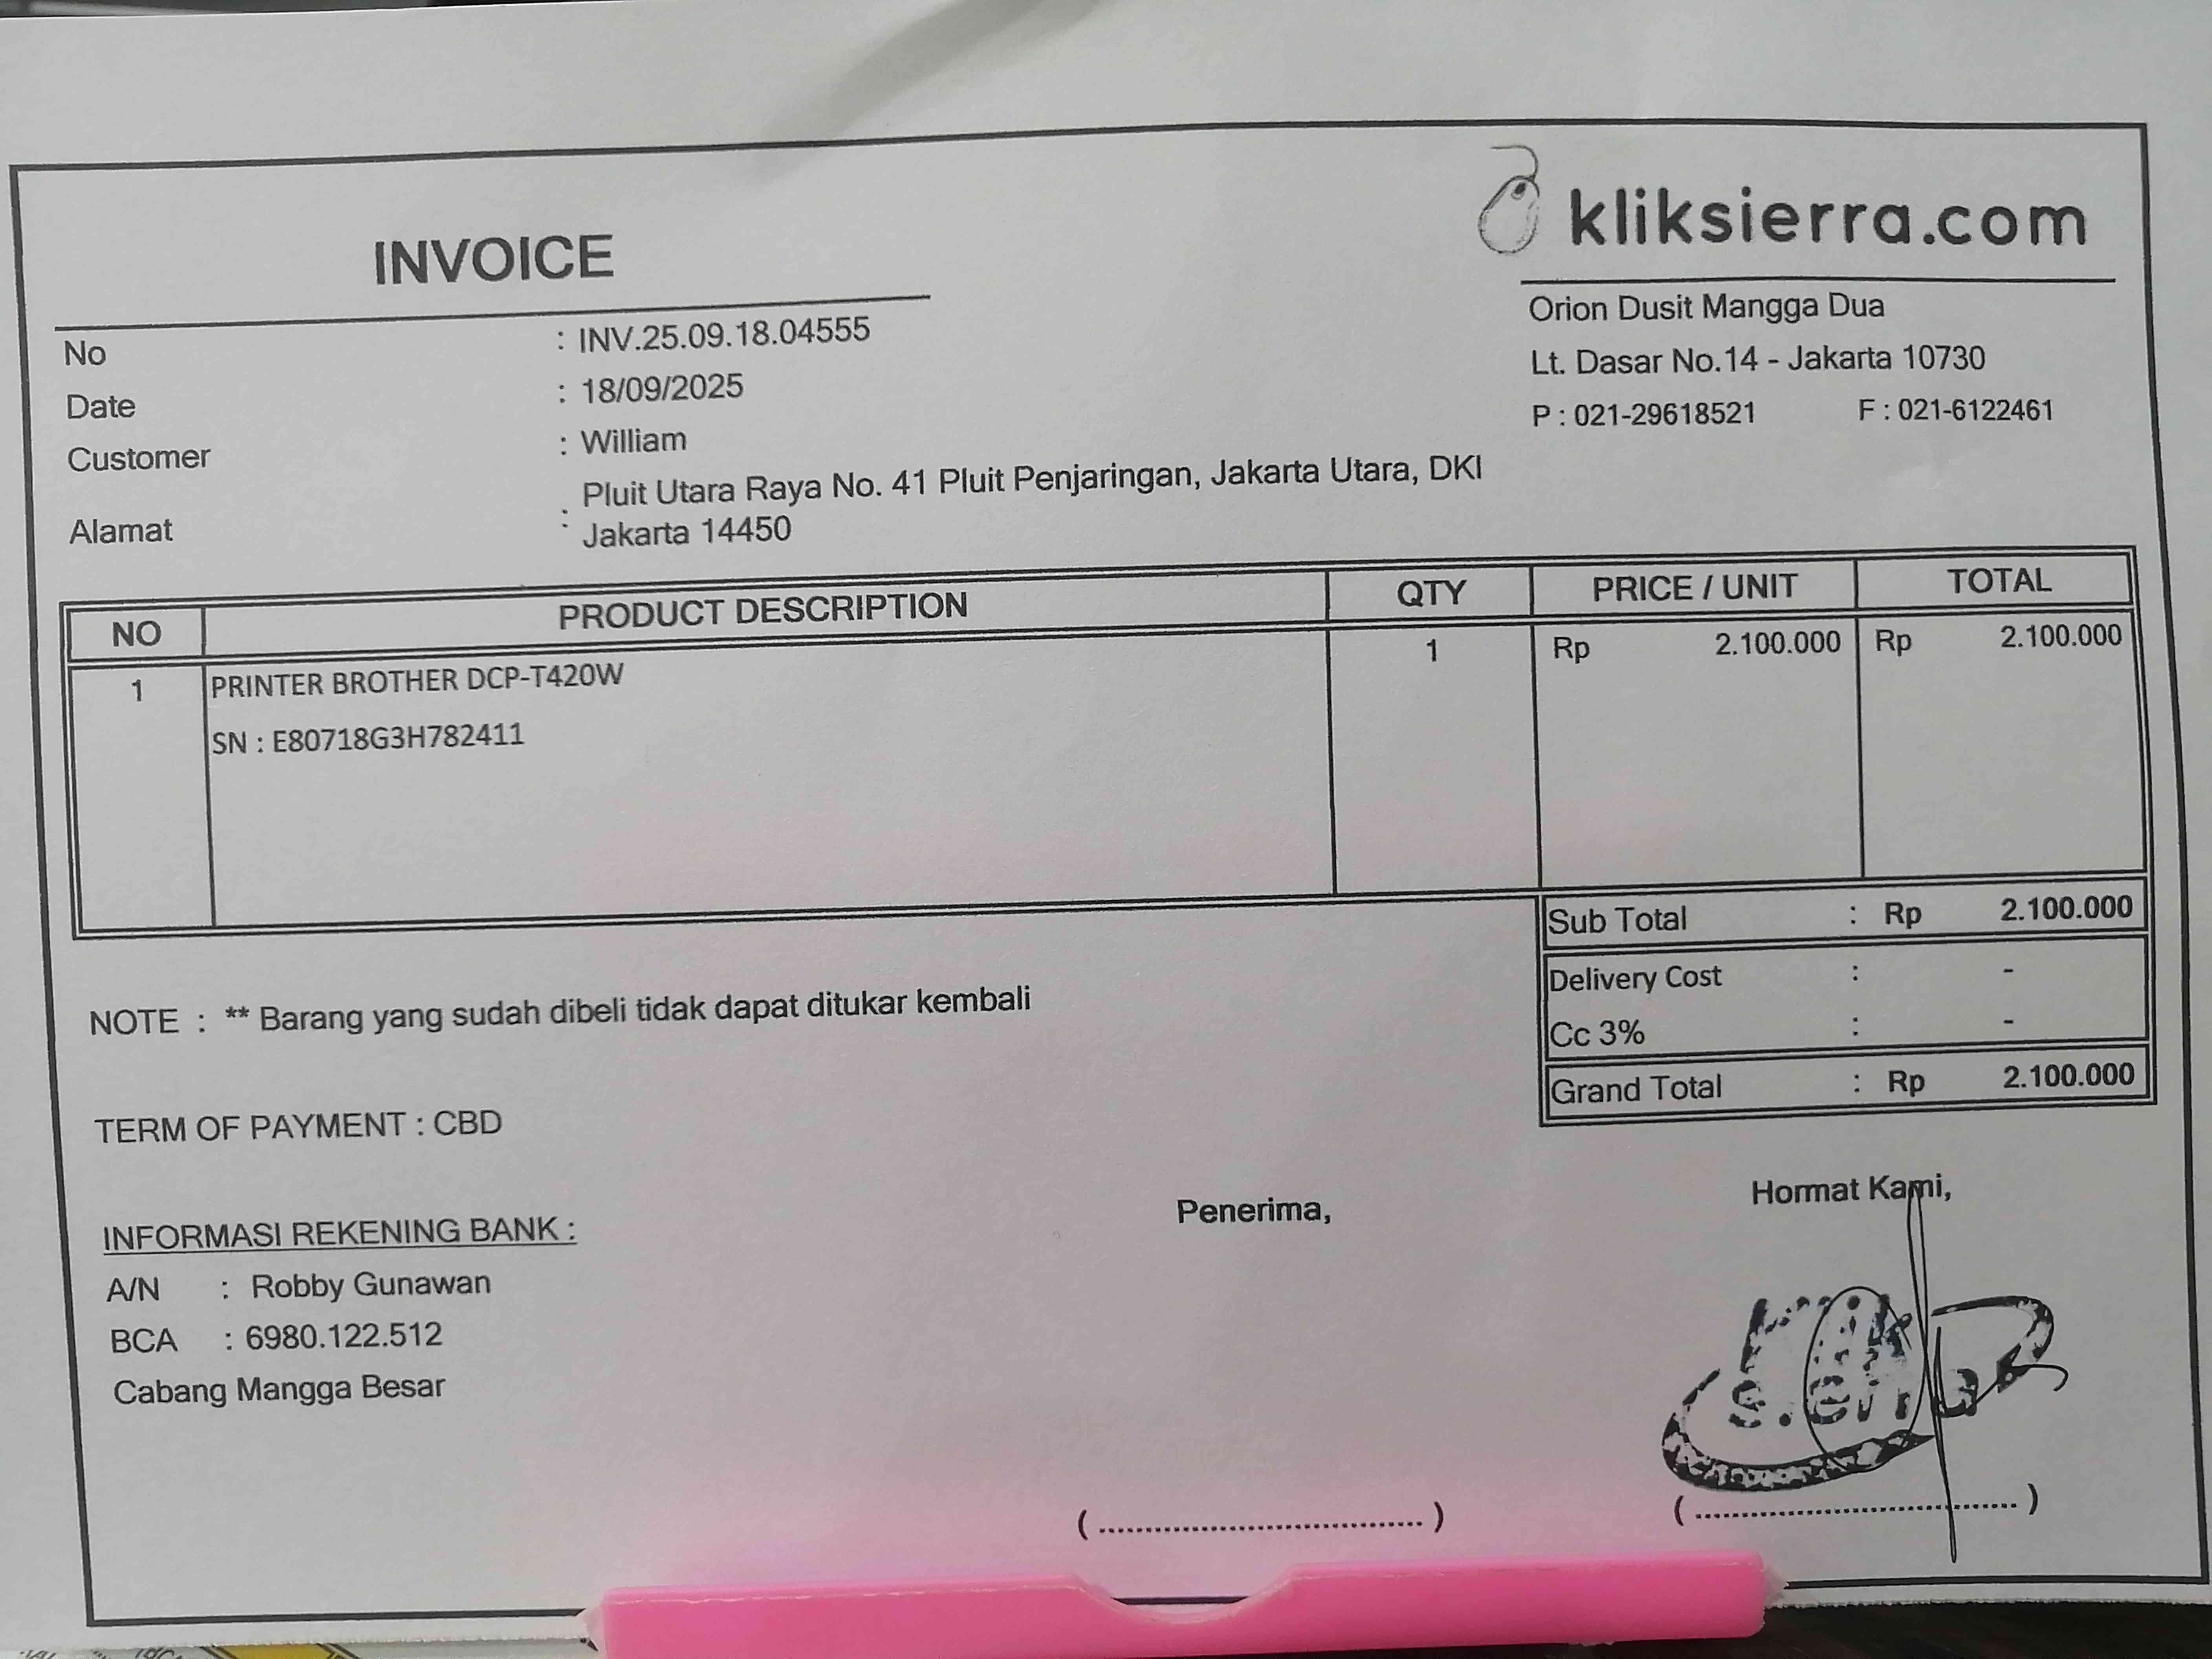 kliksierra.com
INVOICE
Orion Dusit Mangga Dua
Lt. Dasar No.14 - Jakarta 10730
P : 021-29618521 F : 021-6122461
No : INV.25.09.18.04555
Date : 18/09/2025
Customer : William
Alamat : Pluit Utara Raya No. 41 Pluit Penjaringan, Jakarta Utara, DKI
Jakarta 14450
NO PRODUCT DESCRIPTION QTY PRICE / UNIT TOTAL
1 PRINTER BROTHER DCP-T420W 1 Rp 2.100.000 Rp 2.100.000
SN : E80718G3H782411
Sub Total : Rp 2.100.000
Delivery Cost : -
Cc 3% : -
Grand Total : Rp 2.100.000
NOTE : ** Barang yang sudah dibeli tidak dapat ditukar kembali
TERM OF PAYMENT : CBD
INFORMASI REKENING BANK :
A/N : Robby Gunawan
BCA : 6980.122.512
Cabang Mangga Besar
Penerima,
Hormat Kami,
klik
sierra
( ........................................ )
( ........................................ )